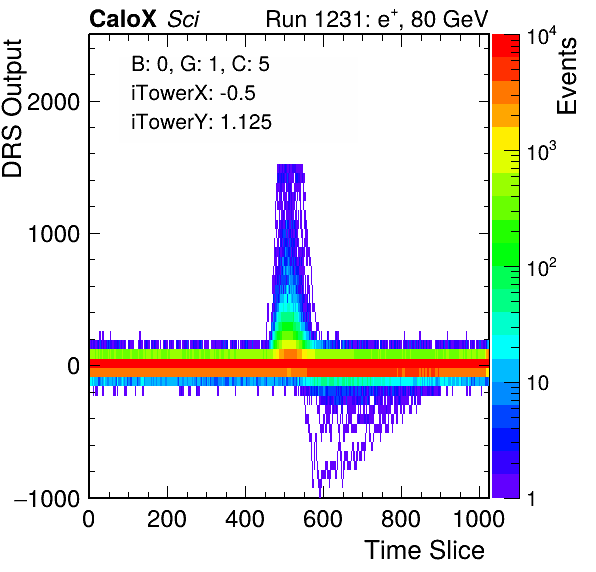 CaloX Sci Run 1231: e⁺, 80 GeV
B: 0, G: 1, C: 5
iTowerX: -0.5
iTowerY: 1.125
DRS Output
2000
1000
0
−1000
0 200 400 600 800 1000
Time Slice
Events
10⁴
10³
10²
10
1